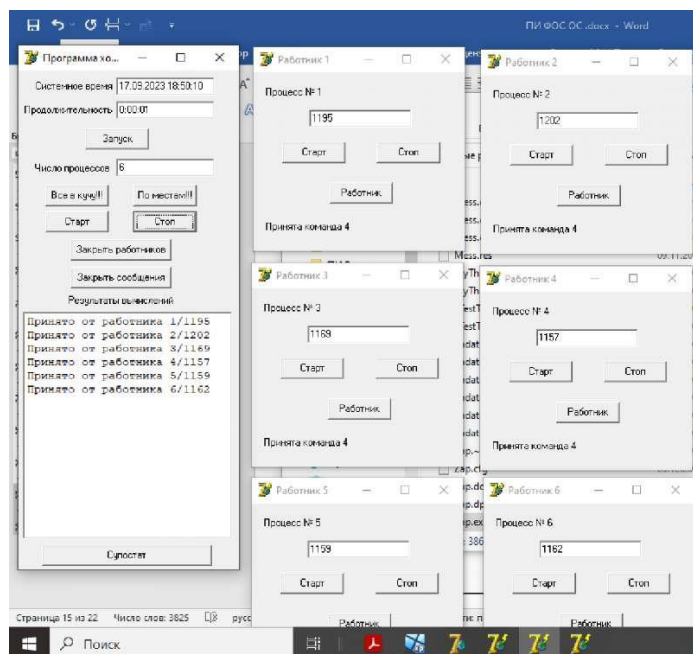 ПИ ФОС ОС .docx - Word
Программа хо...
Системное время 17.09.2023 18:50:10
Продолжительность 0:00:01
Запуск
Число процессов 6
Все в кучу!!! По местам!!!
Старт Стоп
Закрыть работников
Закрыть сообщения
Результаты вычислений
Принято от работника 1/1195
Принято от работника 2/1202
Принято от работника 3/1169
Принято от работника 4/1157
Принято от работника 5/1159
Принято от работника 6/1162
Супостат
Работник 1
Процесс № 1
1195
Старт Стоп
Работник
Принята команда 4
Работник 2
Процесс № 2
1202
Старт Стоп
Работник
Принята команда 4
Mess.res
Работник 3
Процесс № 3
1169
Старт Стоп
Работник
Принята команда 4
Работник 4
Процесс № 4
1157
Старт Стоп
Работник
Принята команда 4
Работник 5
Процесс № 5
1159
Старт Стоп
Работник
Работник 6
Процесс № 6
1162
Старт Стоп
Работник
Страница 15 из 22 Число слов: 3825
Поиск